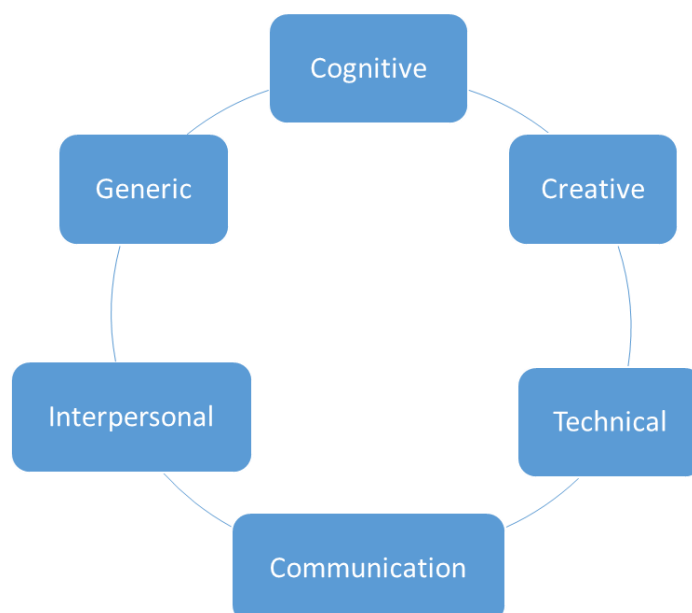 Cognitive
Generic
Creative
Interpersonal
Technical
Communication